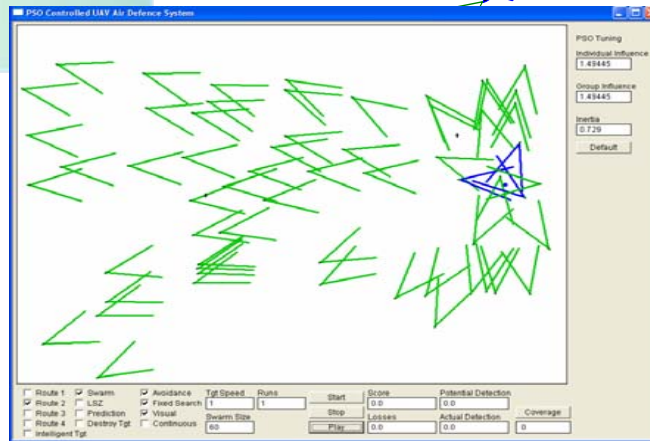 PSO Controlled UAV Air Defence System
PSO Tuning
Individual Influence
1.49445
Group Influence
1.49445
Inertia
0.729
Default
Route 1
Route 2
Route 3
Route 4
Intelligent Tgt
Swarm
LSZ
Prediction
Destroy Tgt
Avoidance
Fixed Search
Visual
Continuous
Tgt Speed
1
Swarm Size
60
Runs
1
Start
Stop
Play
Score
0.0
Losses
0.0
Potential Detection
0.0
Actual Detection
0.0
Coverage
0